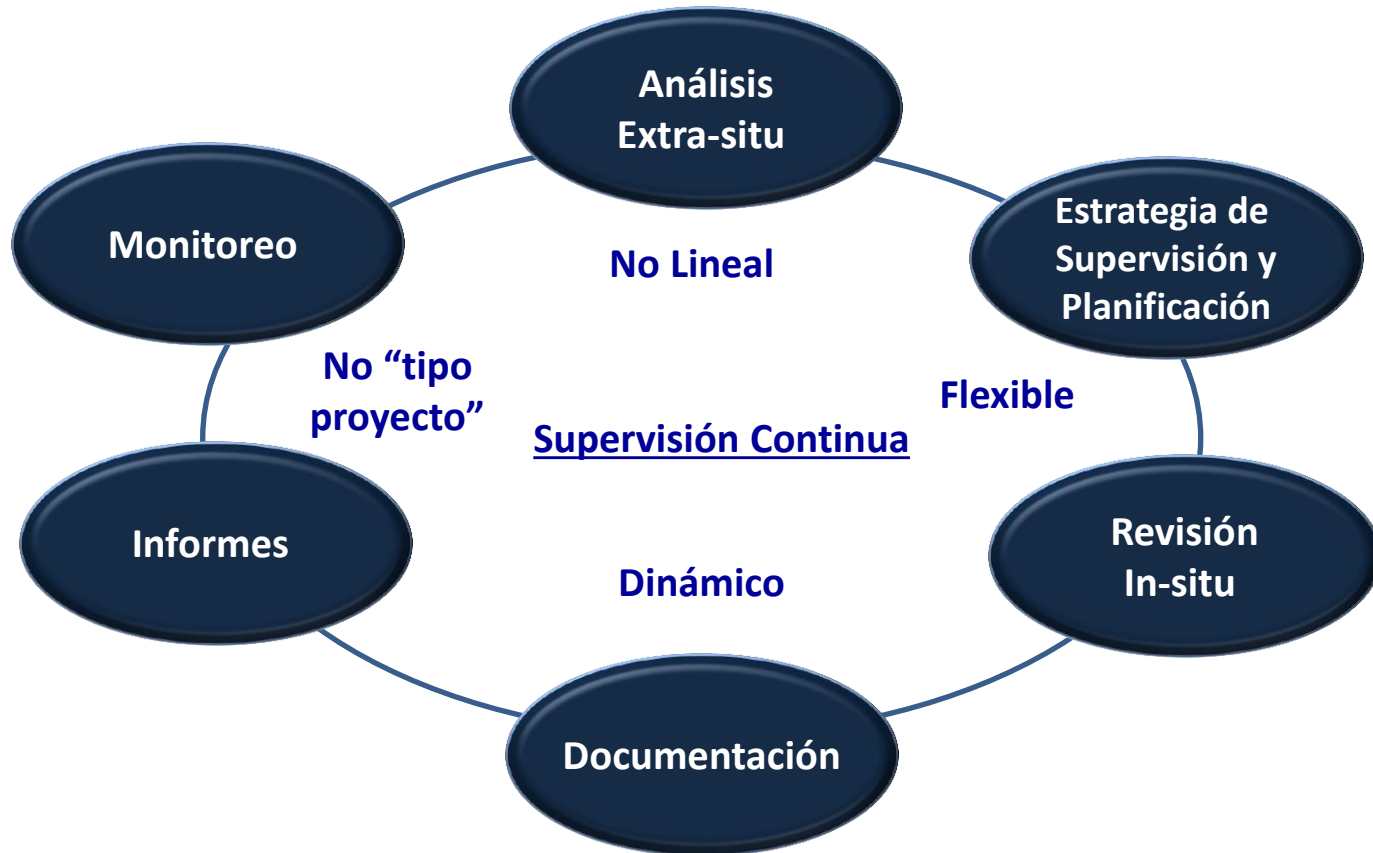 Análisis
Extra-situ
Estrategia de
Supervisión y
Planificación
Monitoreo
No Lineal
No “tipo
proyecto”
Flexible
Supervisión Continua
Revisión
In-situ
Informes
Dinámico
Documentación